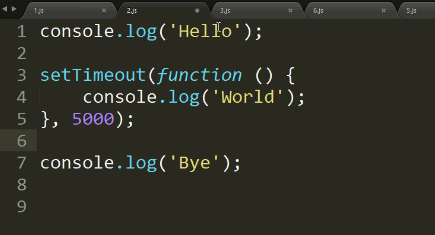 1.js × 2.js 3.js × 6.js × 5.js
1 console.log('Hello');
2
3 setTimeout(function () {
4     console.log('World');
5 }, 5000);
6
7 console.log('Bye');
8
9